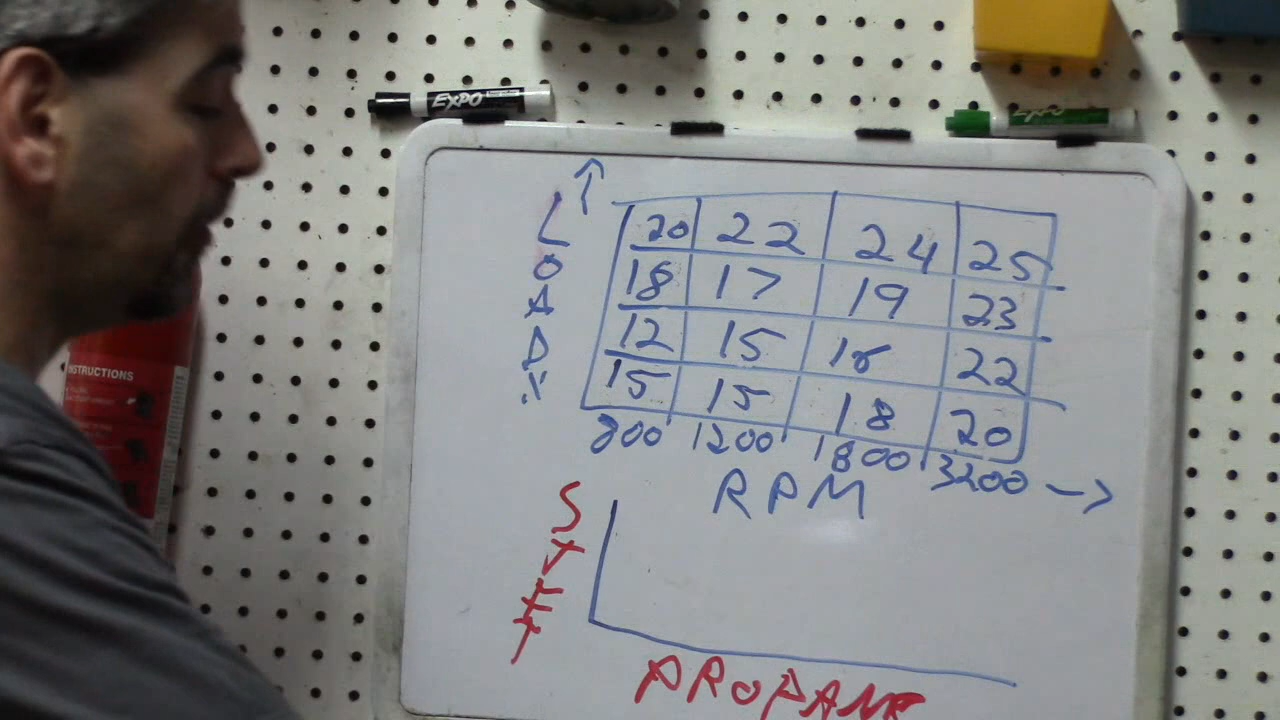 EXPO
EXPO
LOAD
20 22 24 25
18 17 19 23
12 15 18 22
15 15 18 20
800 1200 1800 3200
RPM
INSTRUCTIONS
PROPANE